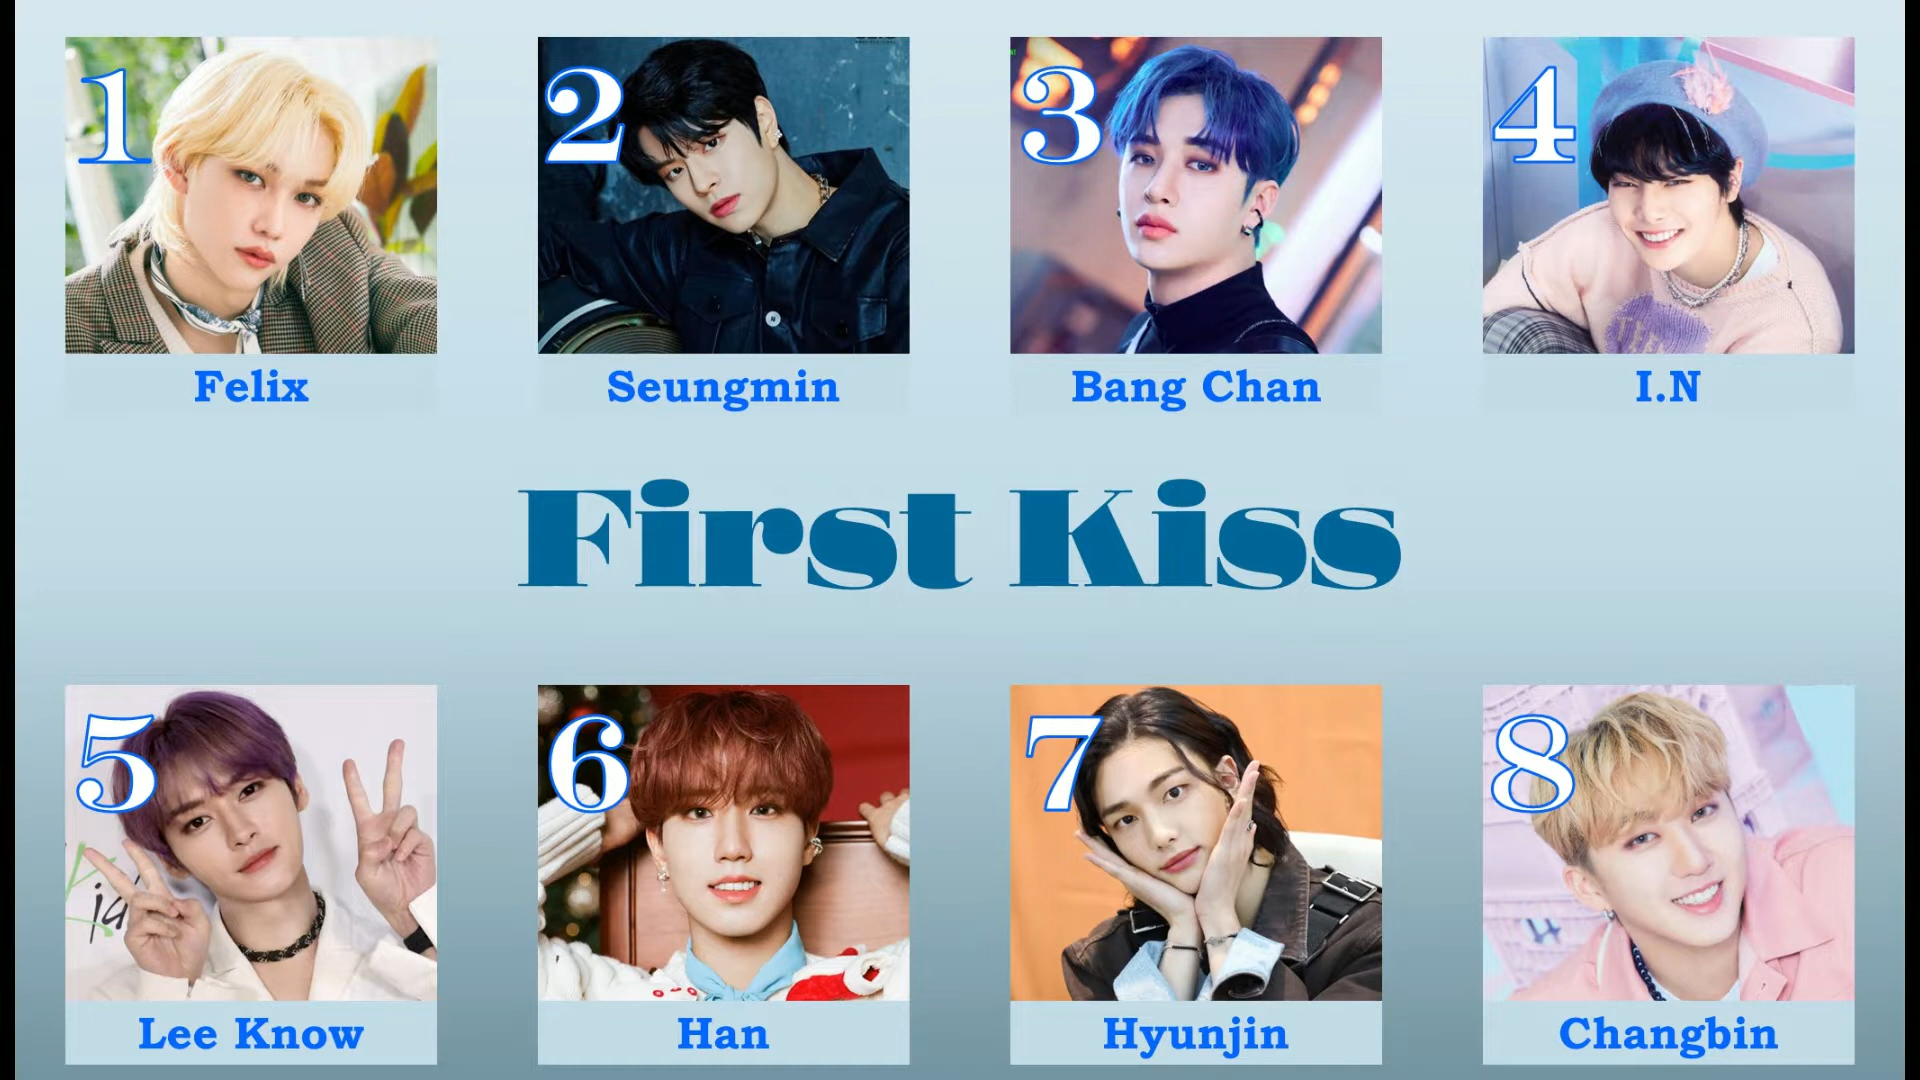 1
2
3
4
Felix
Seungmin
Bang Chan
I.N
First Kiss
5
6
7
8
Lee Know
Han
Hyunjin
Changbin